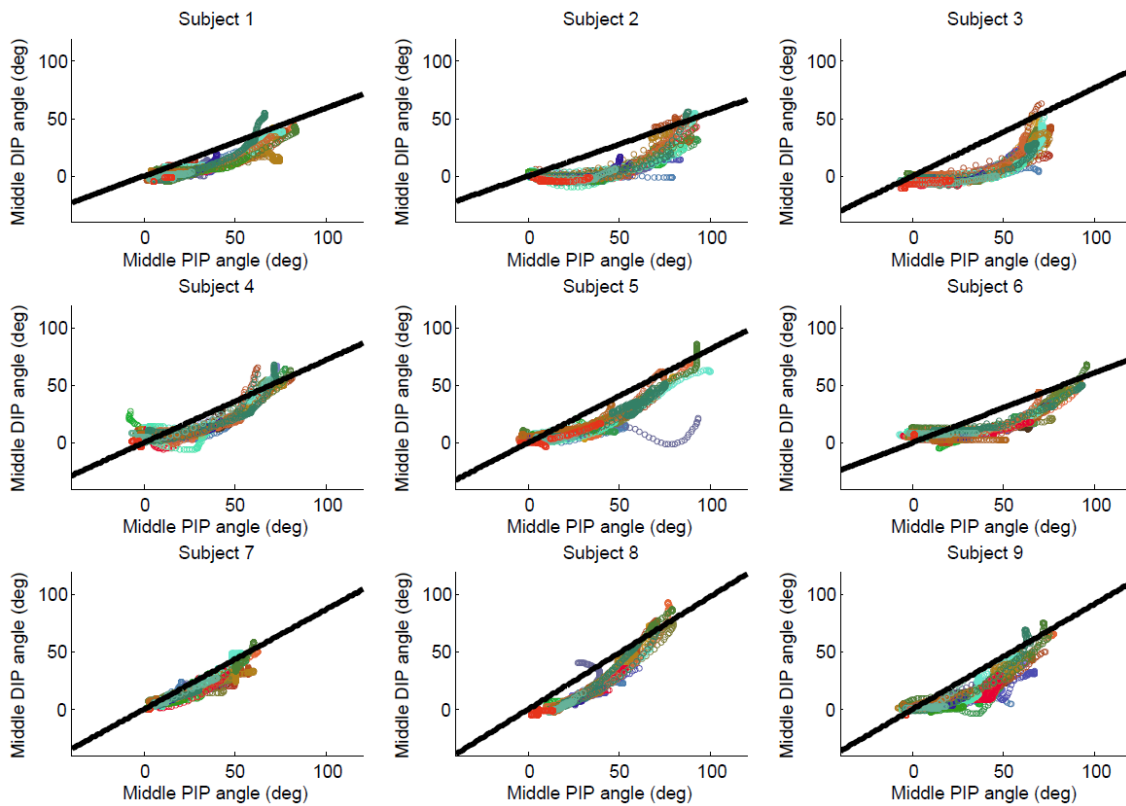 Subject 1
Subject 2
Subject 3
Middle DIP angle (deg)
100
50
0
0
50
100
Middle PIP angle (deg)
Middle DIP angle (deg)
100
50
0
0
50
100
Middle PIP angle (deg)
Middle DIP angle (deg)
100
50
0
0
50
100
Middle PIP angle (deg)
Subject 4
Subject 5
Subject 6
Middle DIP angle (deg)
100
50
0
0
50
100
Middle PIP angle (deg)
Middle DIP angle (deg)
100
50
0
0
50
100
Middle PIP angle (deg)
Middle DIP angle (deg)
100
50
0
0
50
100
Middle PIP angle (deg)
Subject 7
Subject 8
Subject 9
Middle DIP angle (deg)
100
50
0
0
50
100
Middle PIP angle (deg)
Middle DIP angle (deg)
100
50
0
0
50
100
Middle PIP angle (deg)
Middle DIP angle (deg)
100
50
0
0
50
100
Middle PIP angle (deg)